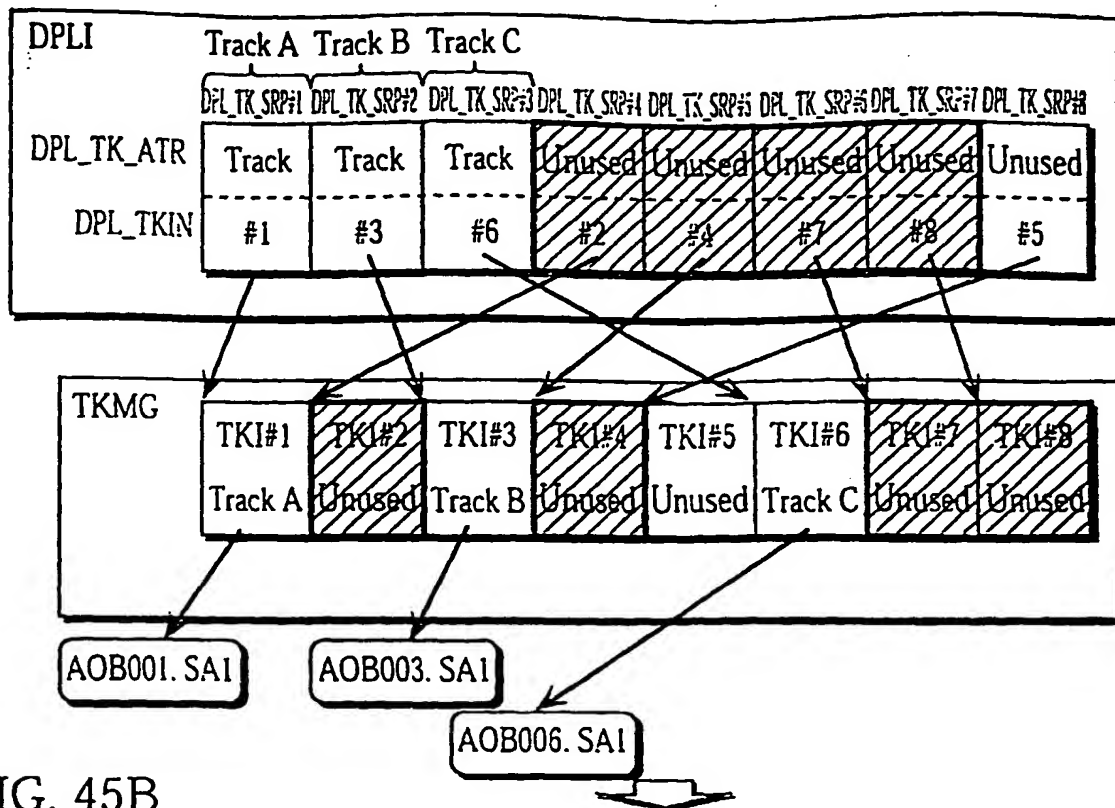 DPLI
Track A Track B Track C
DPL_TK_SRP#1 DPL_TK_SRP#2 DPL_TK_SRP#3 DPL_TK_SRP#4 DPL_TK_SRP#5 DPL_TK_SRP#6 DPL_TK_SRP#7 DPL_TK_SRP#8
DPL_TK_ATR Track Track Track Unused Unused Unused Unused Unused
DPL_TKIN #1 #3 #6 #2 #4 #7 #8 #5
TKMG
TKI#1 TKI#2 TKI#3 TKI#4 TKI#5 TKI#6 TKI#7 TKI#8
Track A Unused Track B Unused Unused Track C Unused Unused
AOB001.SA1 AOB003.SA1
AOB006.SA1
IG. 45B